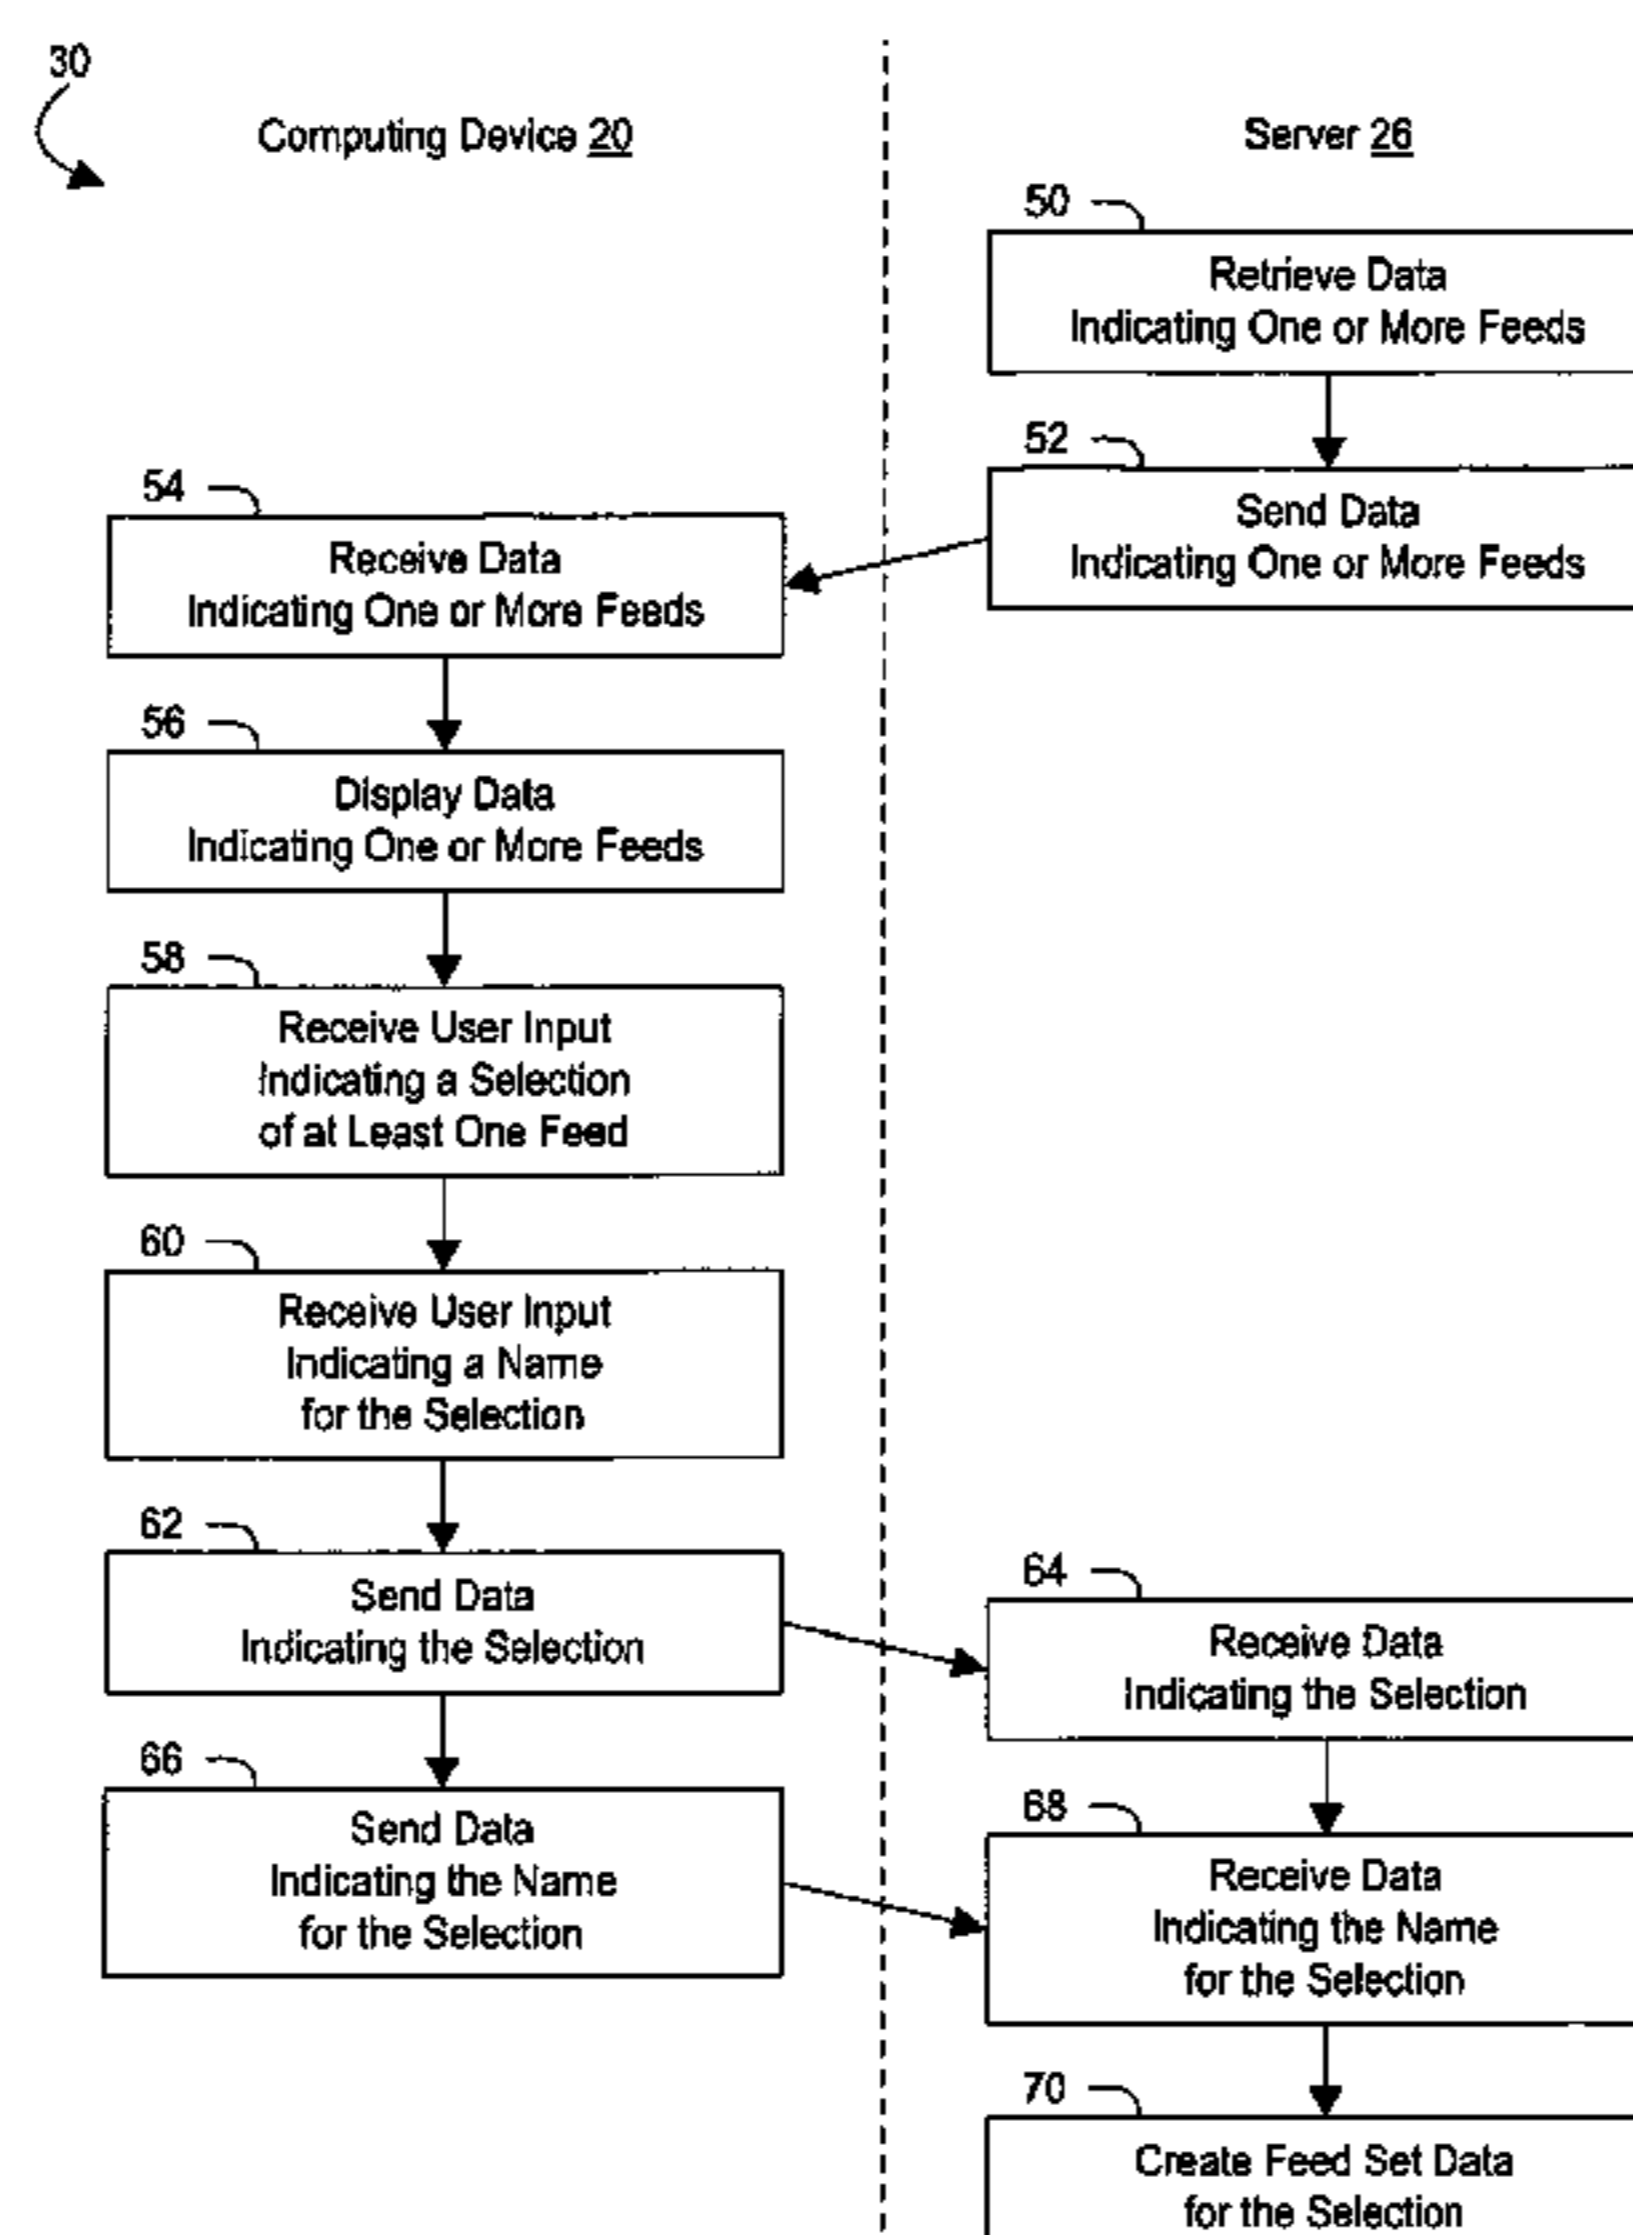 30
Computing Device 20
Server 26
50
Retrieve Data
Indicating One or More Feeds
52
Send Data
Indicating One or More Feeds
54
Receive Data
Indicating One or More Feeds
56
Display Data
Indicating One or More Feeds
58
Receive User Input
Indicating a Selection
of at Least One Feed
60
Receive User Input
Indicating a Name
for the Selection
62
Send Data
Indicating the Selection
64
Receive Data
Indicating the Selection
66
Send Data
Indicating the Name
for the Selection
68
Receive Data
Indicating the Name
for the Selection
70
Create Feed Set Data
for the Selection